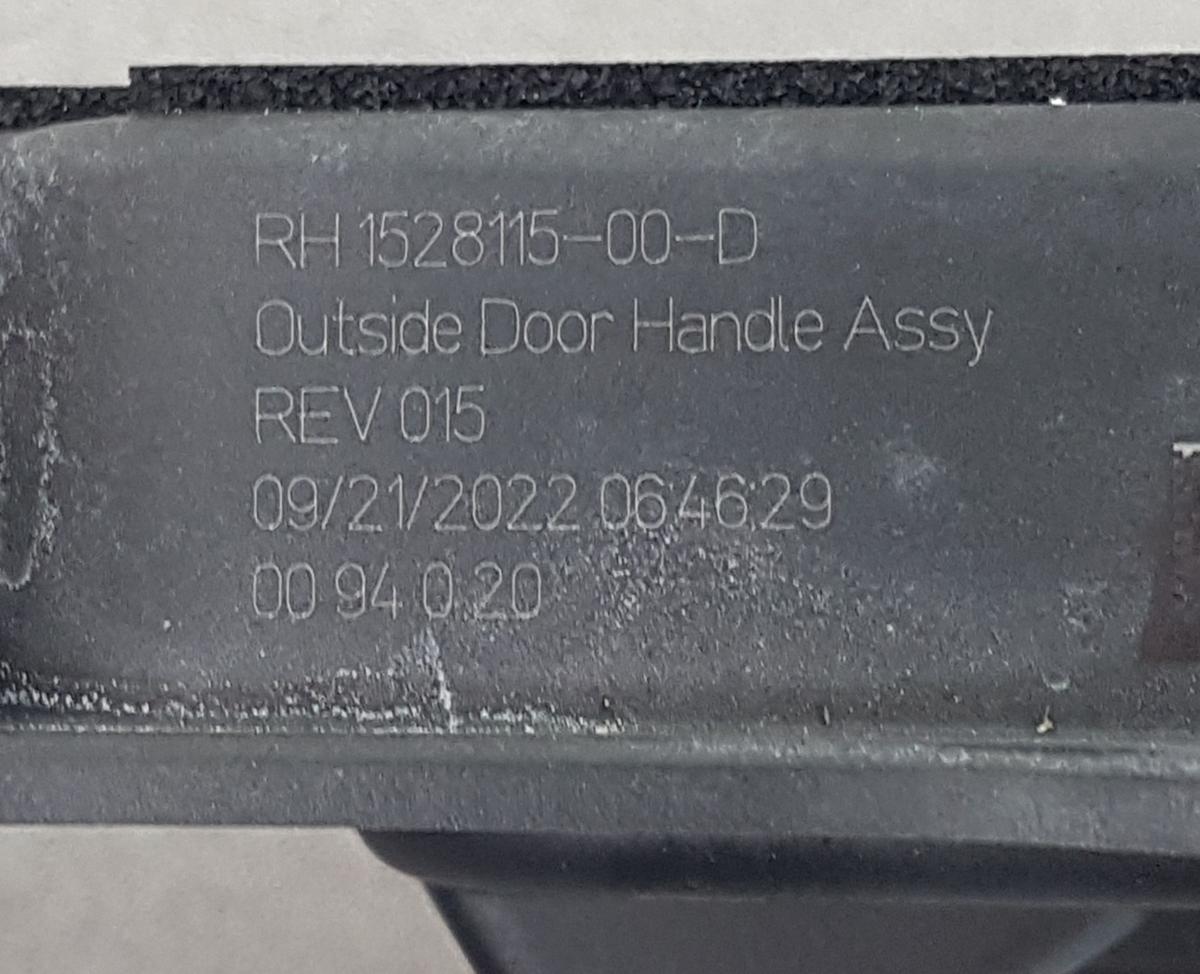 RH 1528115-00-D
Outside Door Handle Assy
REV 015
09/21/2022 06:46:29
00 94 0.20